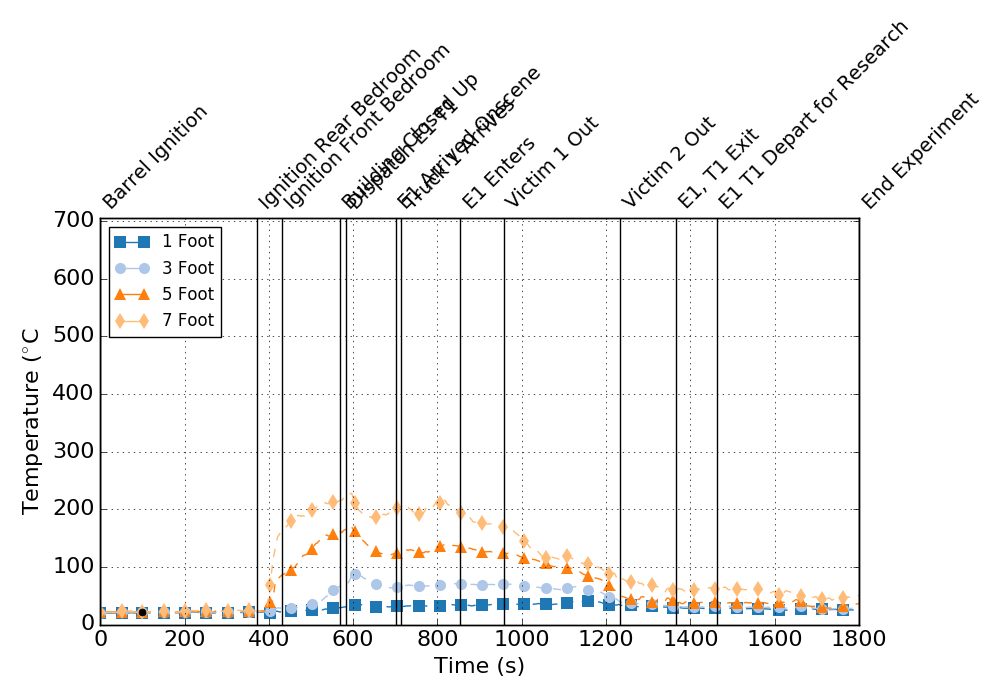 Barrel Ignition
Ignition Rear Bedroom
Ignition Front Bedroom
Building Closed Up
Dispatch E1 T1
E1 Arrived Onscene
Truck 1 Arrives
E1 Enters
Victim 1 Out
Victim 2 Out
E1, T1 Exit
E1 T1 Depart for Research
End Experiment
700
600
500
400
300
200
100
0
Temperature (°C
1 Foot
3 Foot
5 Foot
7 Foot
0 200 400 600 800 1000 1200 1400 1600 1800
Time (s)